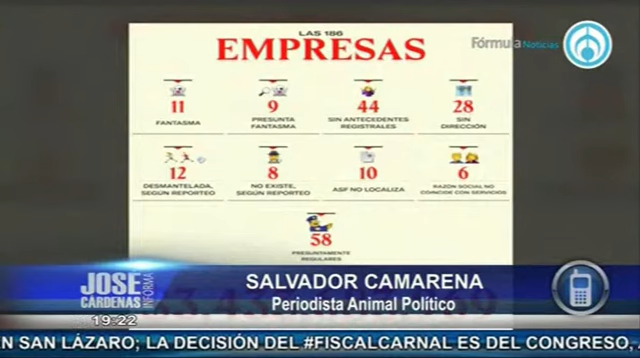 LAS 186
EMPRESAS
Fórmula Noticias
11
FANTASMA
9
PRESUNTA
FANTASMA
44
SIN ANTECEDENTES
REGISTRALES
28
SIN
DIRECCIÓN
12
DESMANTELADA,
SEGÚN REPORTEO
8
NO EXISTE,
SEGÚN REPORTEO
10
ASF NO LOCALIZA
6
RAZÓN SOCIAL NO
COINCIDE CON SERVICIOS
58
PRESUNTAMENTE
REGULARES
JOSE
CÁRDENAS
INFORMA
19:22
SALVADOR CAMARENA
Periodista Animal Político
EN SAN LÁZARO; LA DECISIÓN DEL #FISCALCARNAL ES DEL CONGRESO,